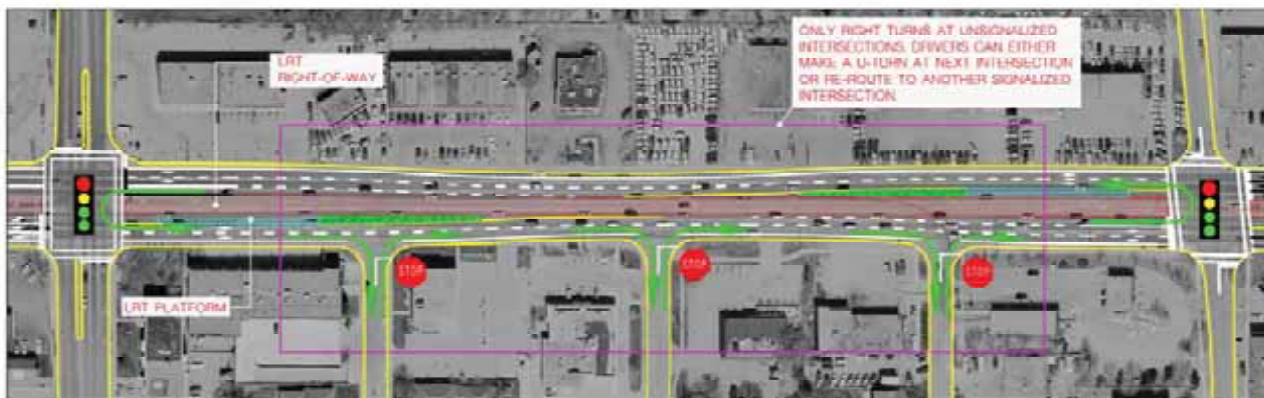 LRT
RIGHT-OF-WAY
ONLY RIGHT TURNS AT UNSIGNALIZED
INTERSECTIONS. DRIVERS CAN EITHER
MAKE A U-TURN AT NEXT INTERSECTION
OR RE-ROUTE TO ANOTHER SIGNALIZED
INTERSECTION.
STOP
STOP
STOP
LRT PLATFORM